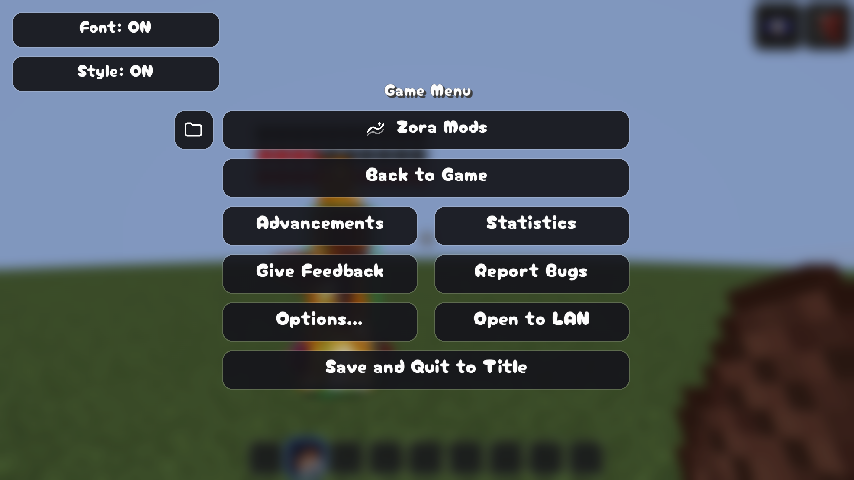 Font: ON
Style: ON
Game Menu
Zora Mods
Back to Game
Advancements
Statistics
Give Feedback
Report Bugs
Options...
Open to LAN
Save and Quit to Title